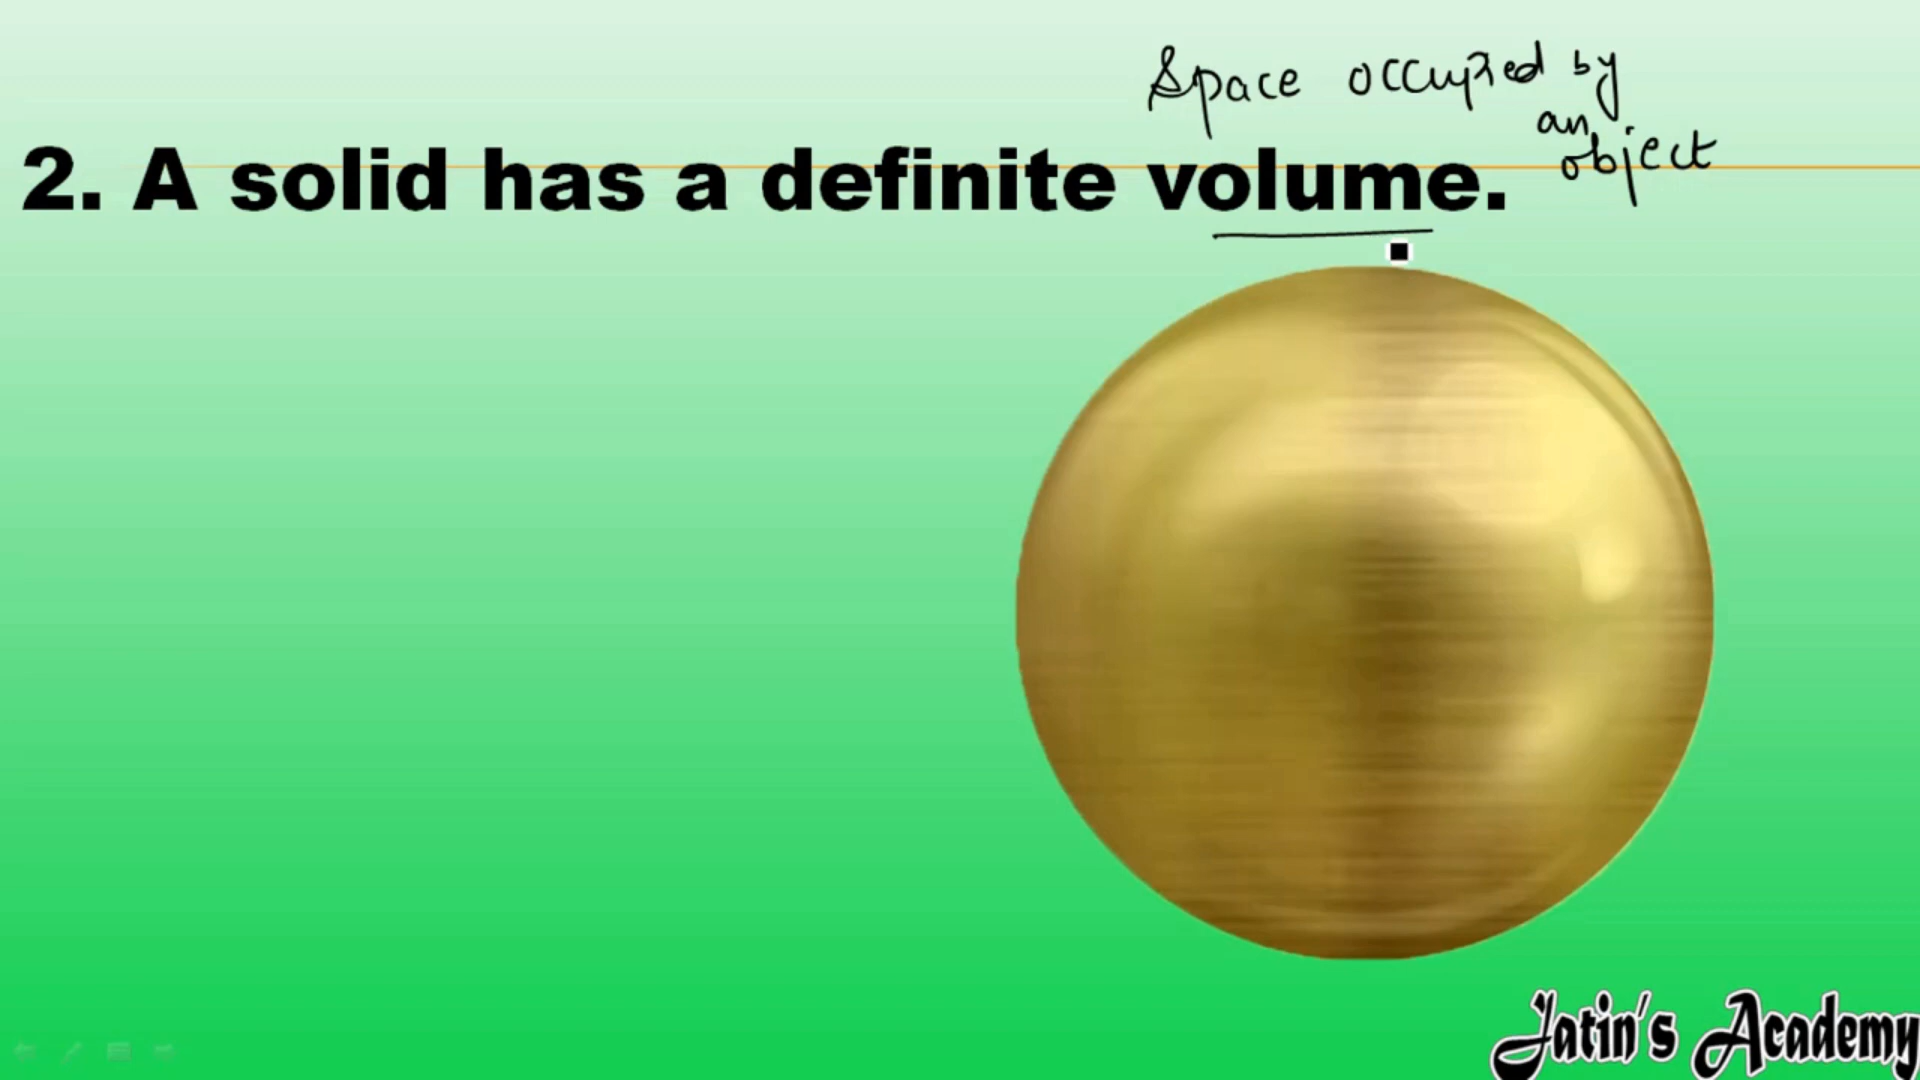 Space occupied by
an
object
2. A solid has a definite volume.
Jatin's Academy